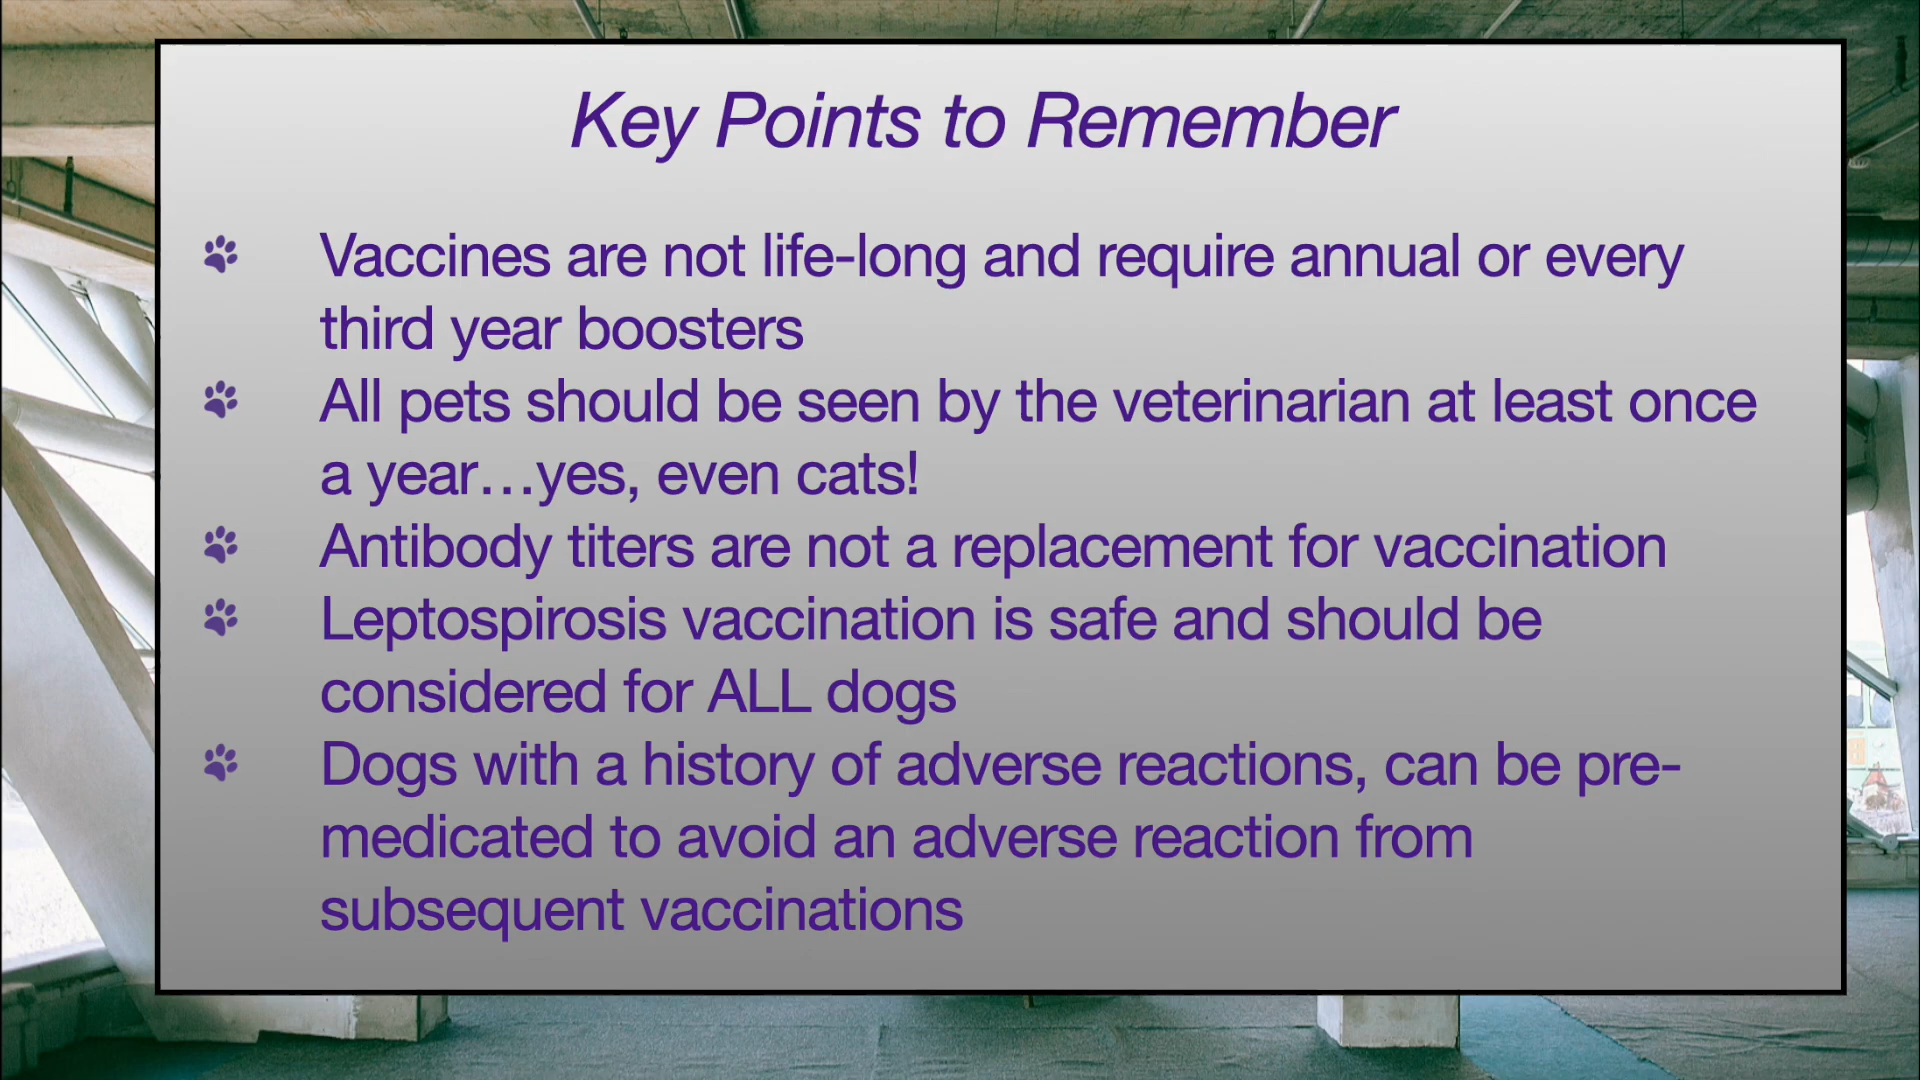 Key Points to Remember
Vaccines are not life-long and require annual or every
third year boosters
All pets should be seen by the veterinarian at least once
a year…yes, even cats!
Antibody titers are not a replacement for vaccination
Leptospirosis vaccination is safe and should be
considered for ALL dogs
Dogs with a history of adverse reactions, can be pre-
medicated to avoid an adverse reaction from
subsequent vaccinations